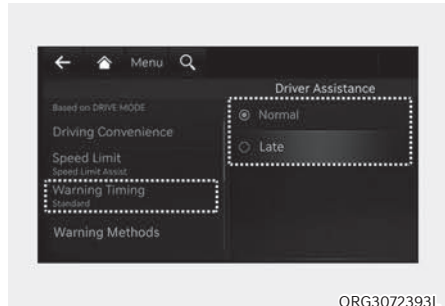 Menu
Driver Assistance
Based on DRIVE MODE
Driving Convenience
Speed Limit
Speed Limit Assist
Warning Timing
Standard
Warning Methods
Normal
Late
ORG3072393L